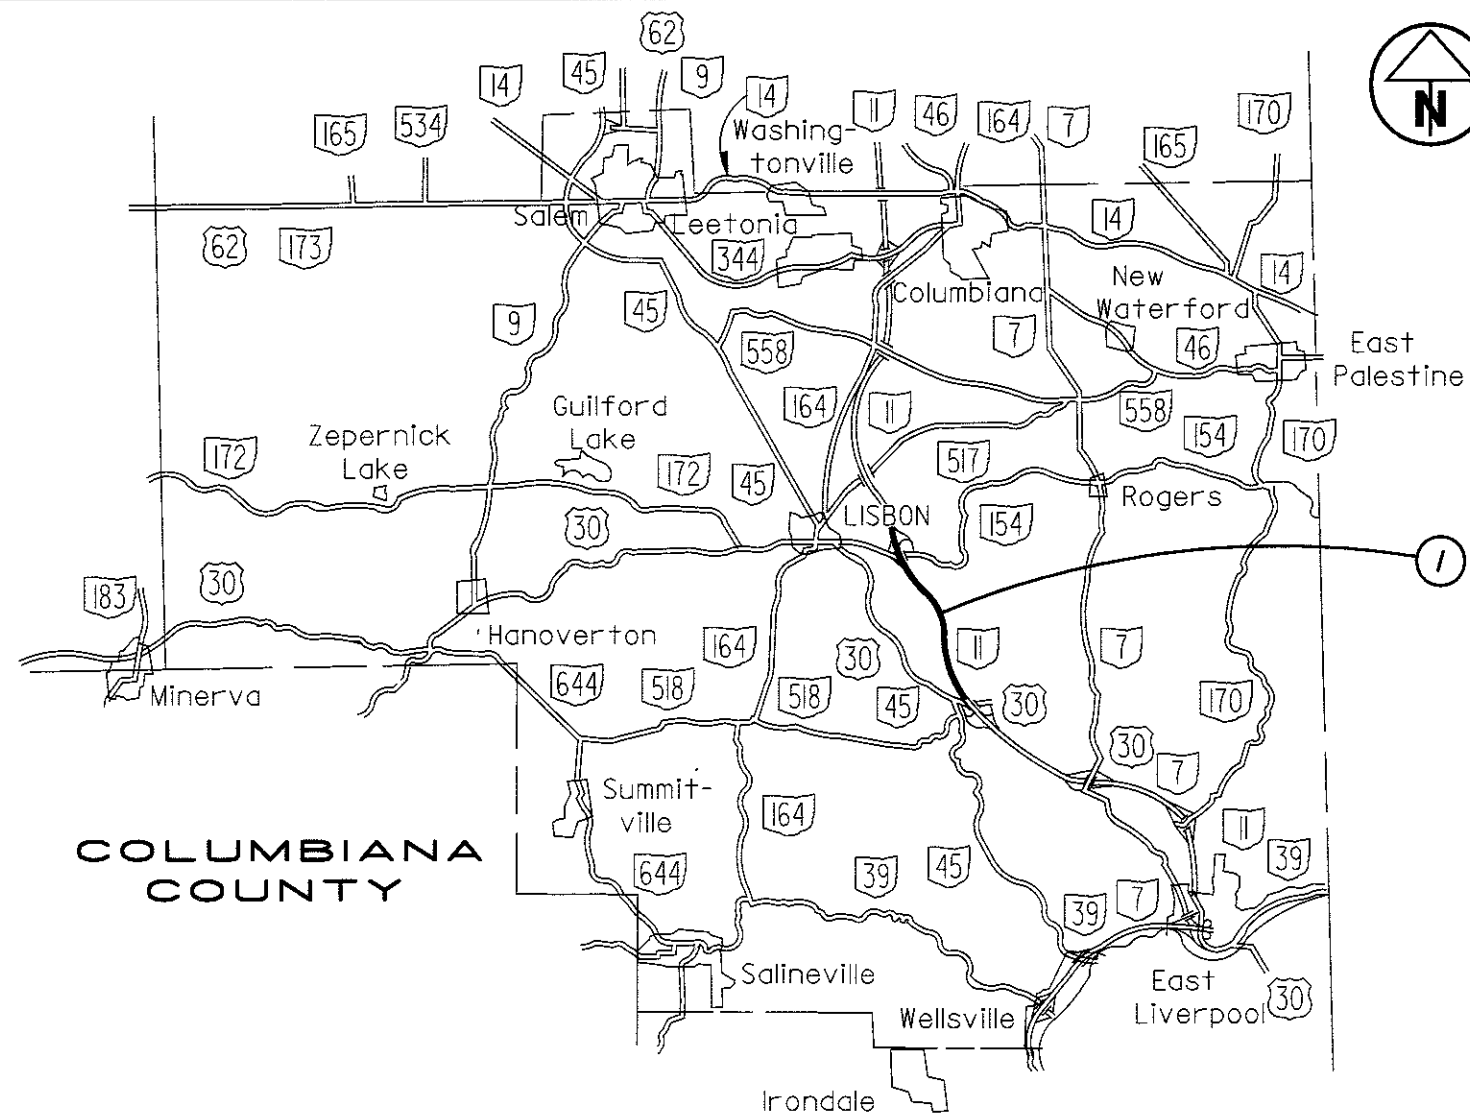 62
14
45
9
14
11
46
164
7
165
170
N
165
534
Washing-
tonville
Salem
Leetonia
62
173
344
14
14
Columbiana
New
Waterford
9
45
7
46
East
Palestine
558
164
11
558
154
170
Guilford
Lake
Zepernick
Lake
172
172
45
517
Rogers
30
LISBON
154
1
183
30
Hanoverton
164
30
11
7
Minerva
644
518
518
45
30
170
30
7
Summit-
ville
164
11
COLUMBIANA
COUNTY
644
39
45
39
7
39
Salineville
East
Liverpool
30
Wellsville
Irondale